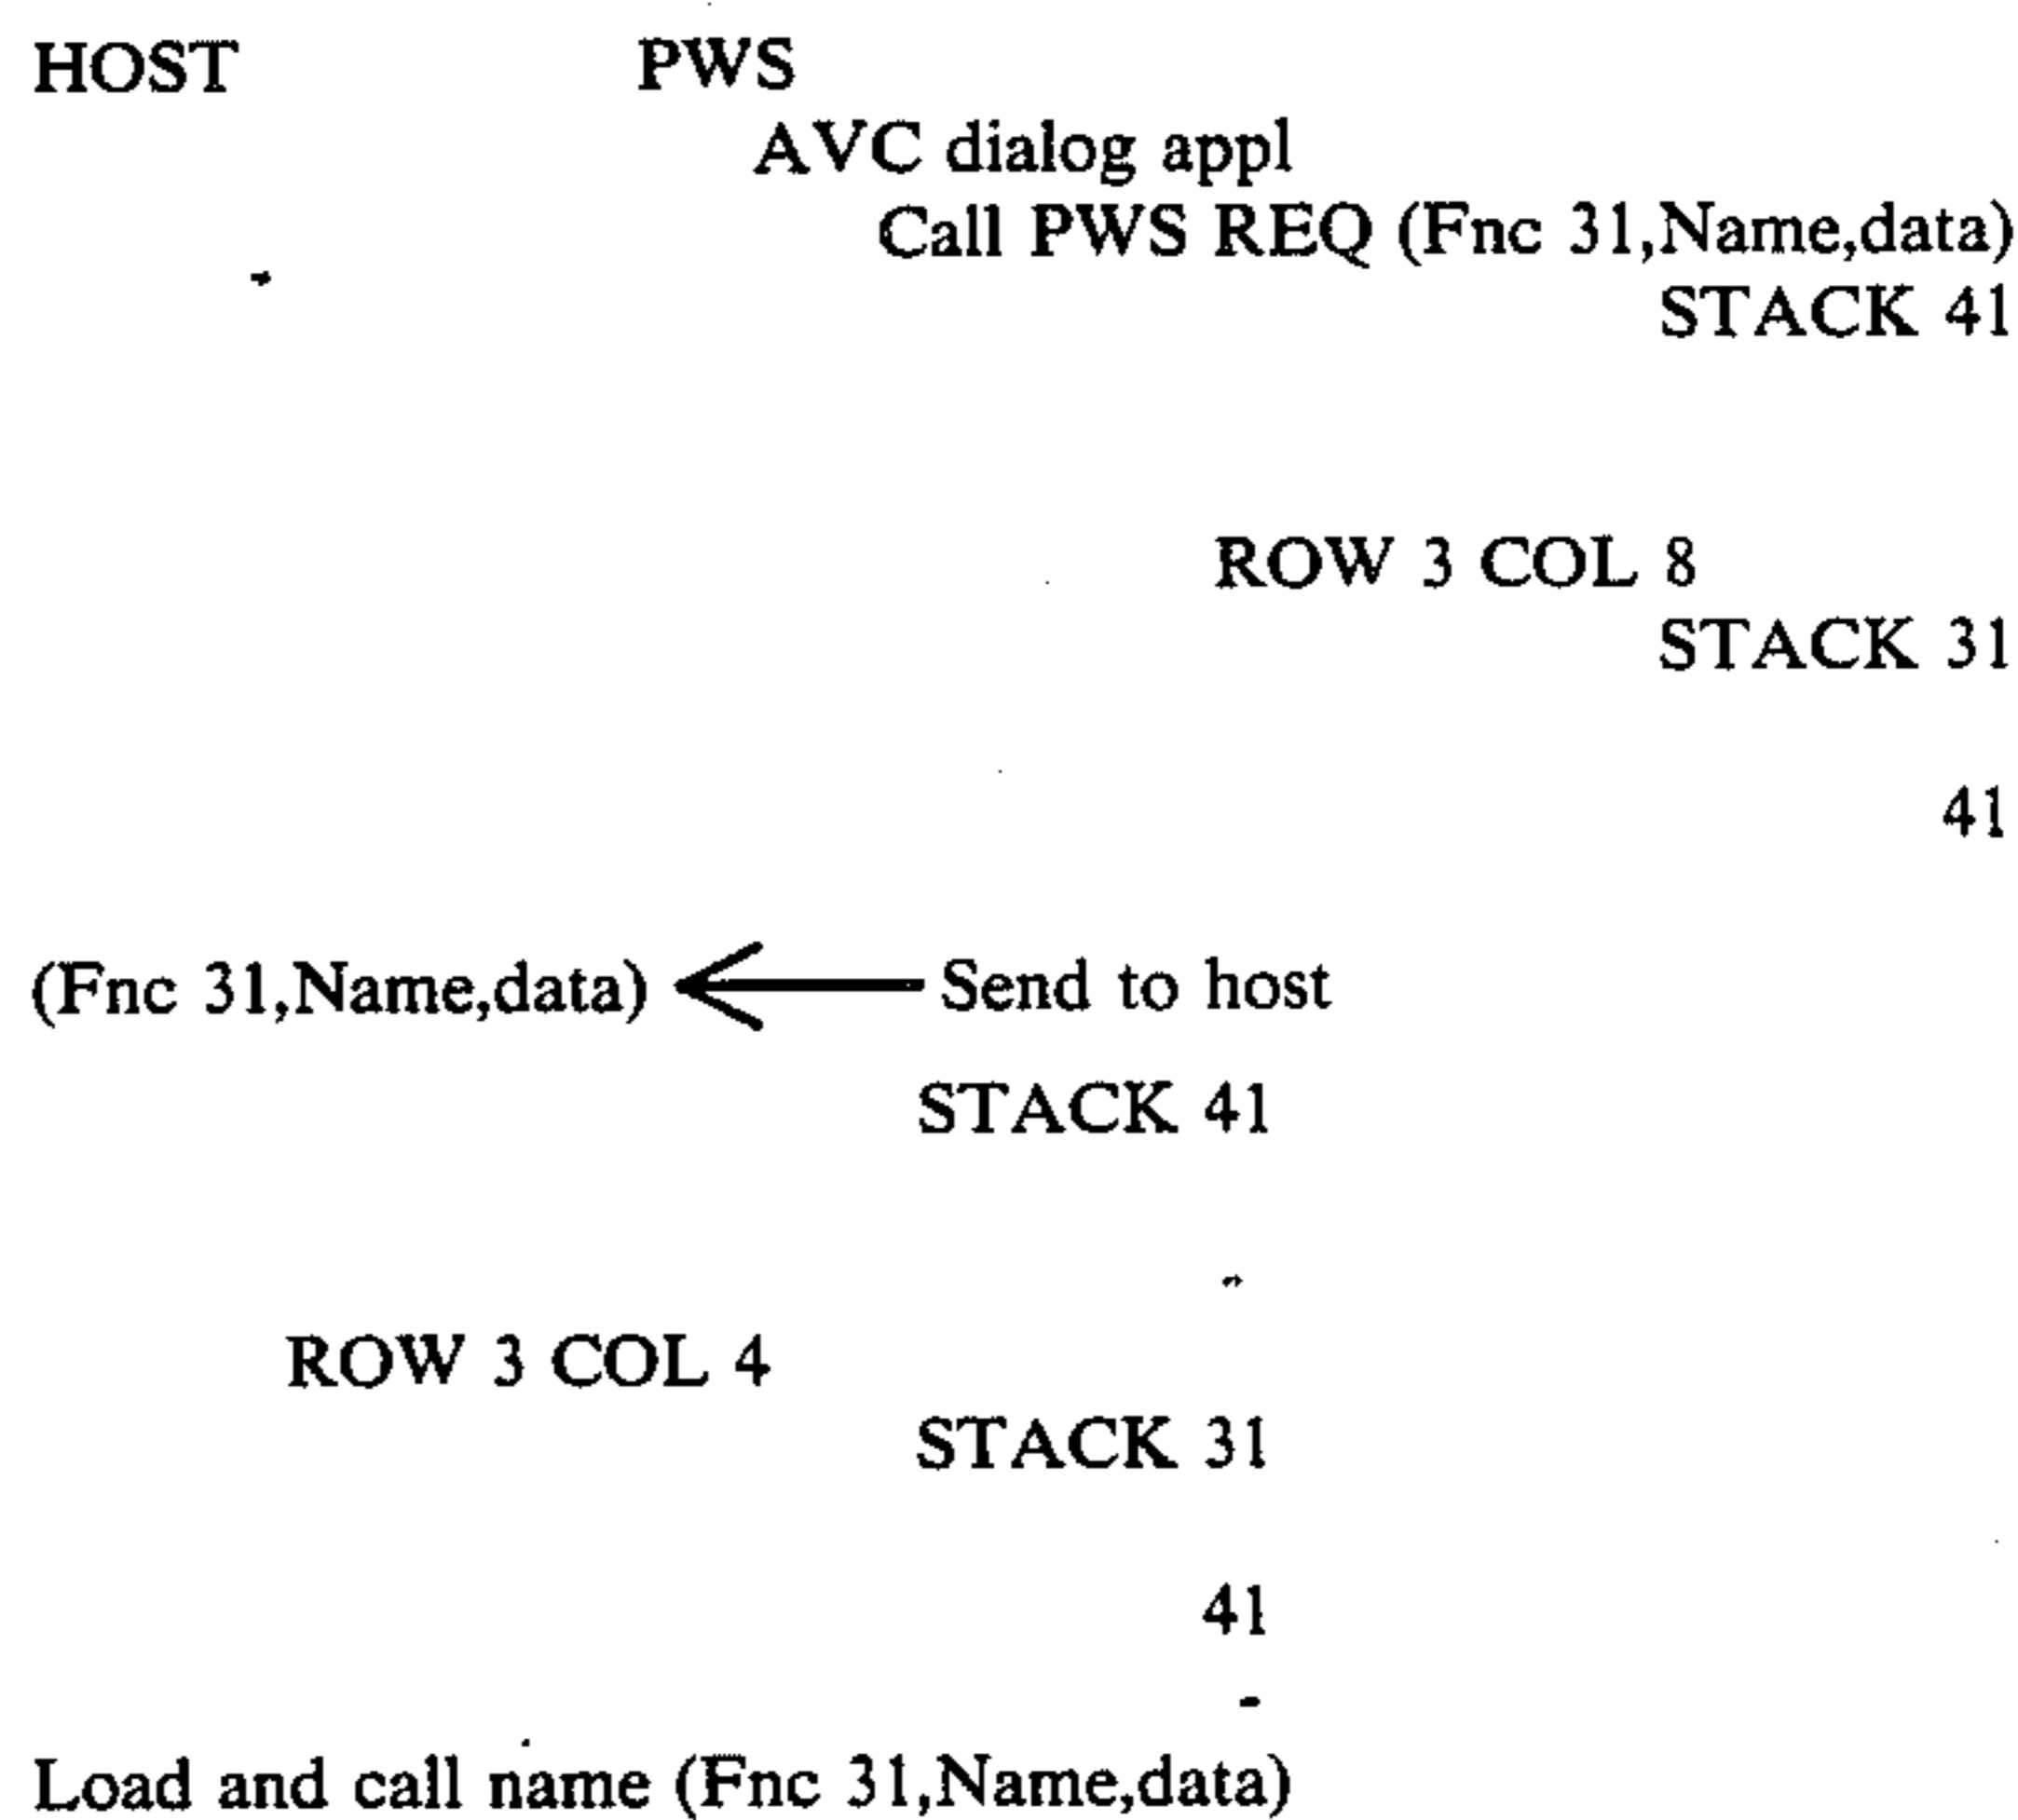 HOST PWS
AVC dialog appl
Call PWS REQ (Fnc 31,Name,data)
STACK 41
ROW 3 COL 8
STACK 31
41
(Fnc 31,Name,data) Send to host
STACK 41
ROW 3 COL 4
STACK 31
41
Load and call name (Fnc 31,Name,data)